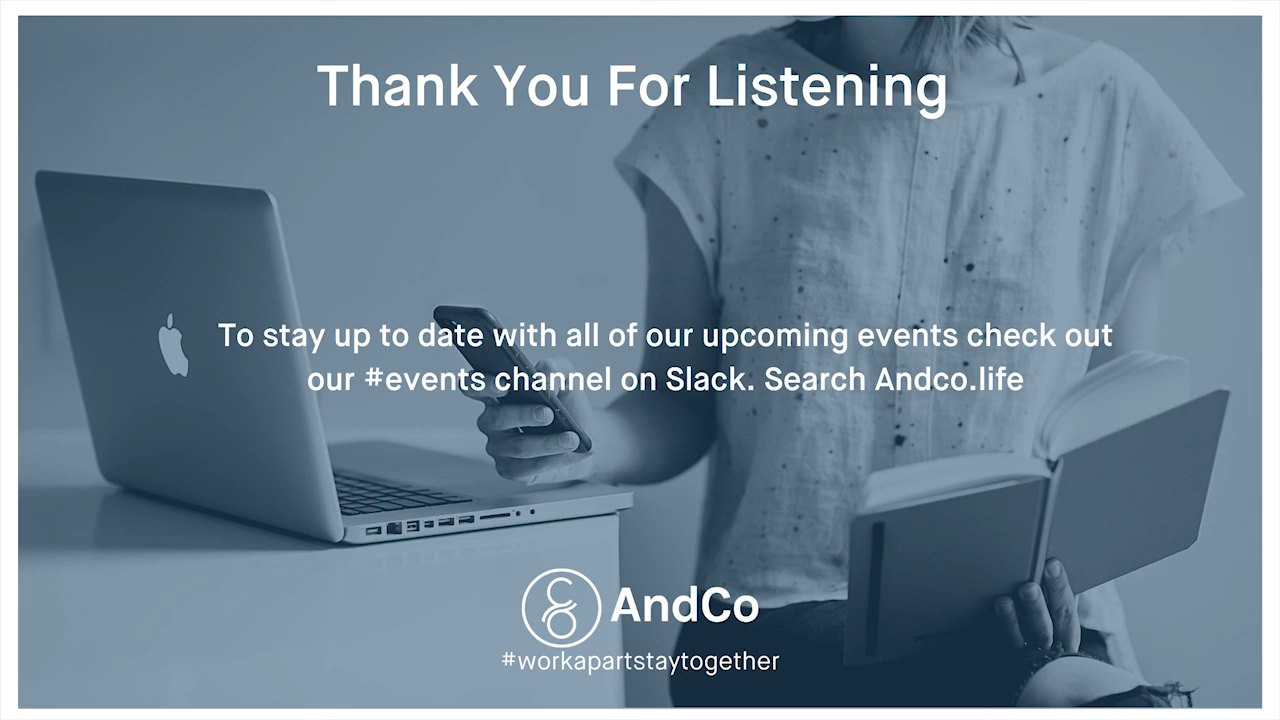 Thank You For Listening
To stay up to date with all of our upcoming events check out
our #events channel on Slack. Search Andco.life
AndCo
#workapartstaytogether